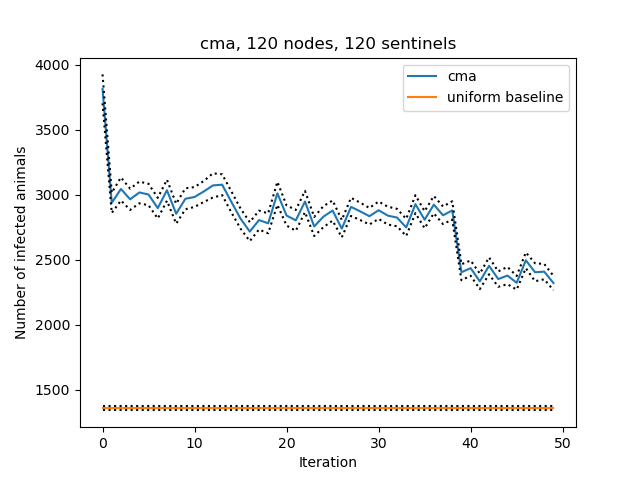 cma, 120 nodes, 120 sentinels
4000
3500
3000
2500
2000
1500
Number of infected animals
cma
uniform baseline
0
10
20
30
40
50
Iteration